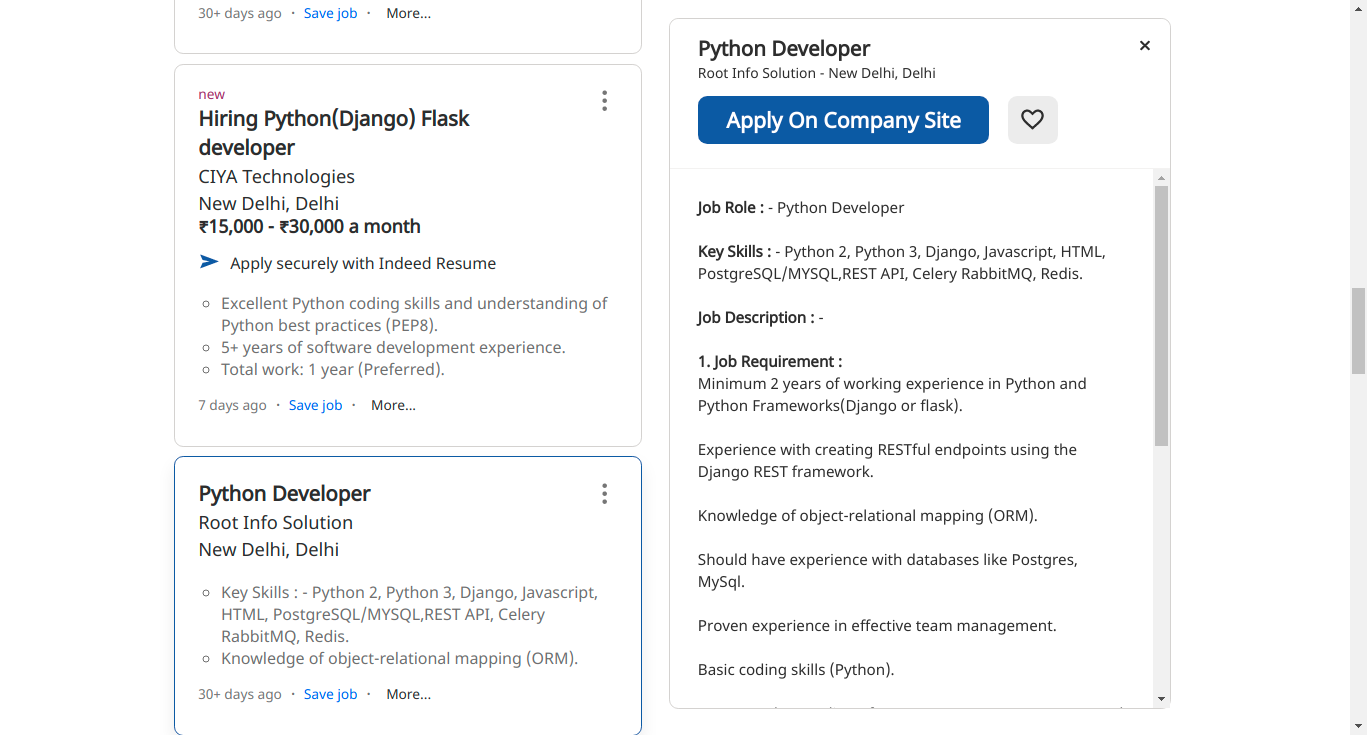 30+ days ago · Save job · More...
new
Hiring Python(Django) Flask
developer
CIYA Technologies
New Delhi, Delhi
₹15,000 - ₹30,000 a month
Apply securely with Indeed Resume
Excellent Python coding skills and understanding of
Python best practices (PEP8).
5+ years of software development experience.
Total work: 1 year (Preferred).
7 days ago · Save job · More...
Python Developer
Root Info Solution
New Delhi, Delhi
Key Skills : - Python 2, Python 3, Django, Javascript,
HTML, PostgreSQL/MYSQL,REST API, Celery
RabbitMQ, Redis.
Knowledge of object-relational mapping (ORM).
30+ days ago · Save job · More...
Python Developer
Root Info Solution - New Delhi, Delhi
Apply On Company Site
Job Role : - Python Developer
Key Skills : - Python 2, Python 3, Django, Javascript, HTML,
PostgreSQL/MYSQL,REST API, Celery RabbitMQ, Redis.
Job Description : -
1. Job Requirement :
Minimum 2 years of working experience in Python and
Python Frameworks(Django or flask).
Experience with creating RESTful endpoints using the
Django REST framework.
Knowledge of object-relational mapping (ORM).
Should have experience with databases like Postgres,
MySql.
Proven experience in effective team management.
Basic coding skills (Python).